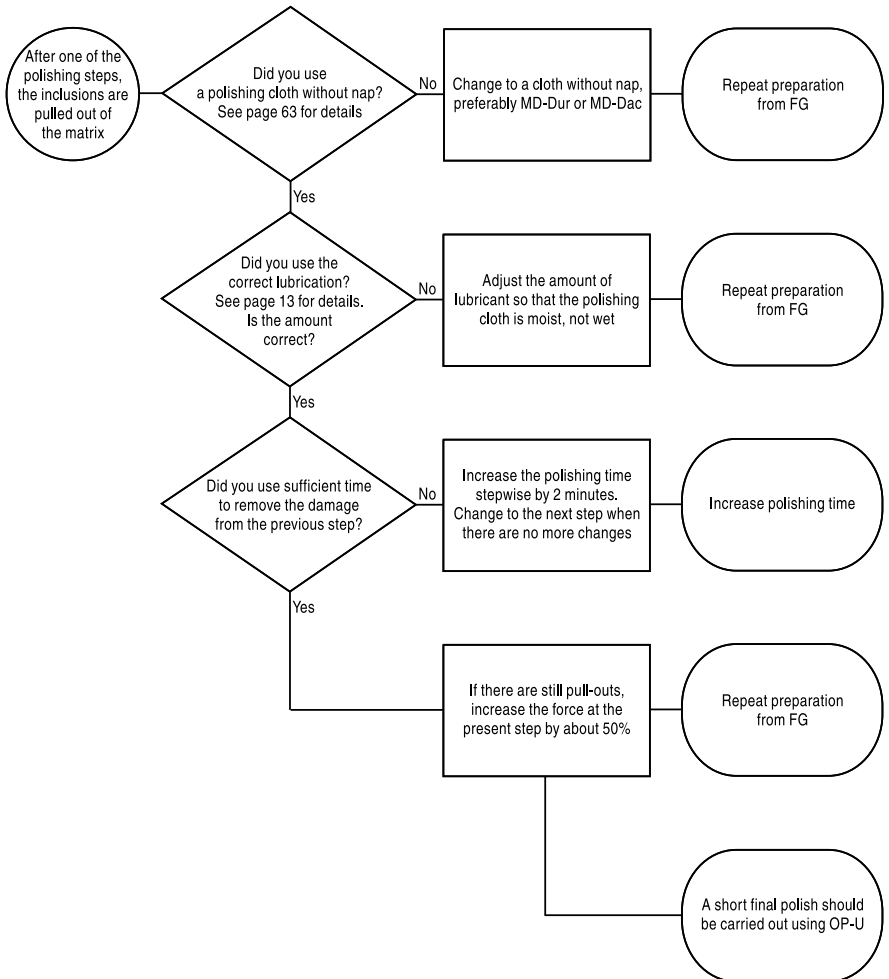 After one of the
polishing steps,
the inclusions are
pulled out of
the matrix
Did you use
a polishing cloth without nap?
See page 63 for details
No
Change to a cloth without nap,
preferably MD-Dur or MD-Dac
Repeat preparation
from FG
Yes
Did you use the
correct lubrication?
See page 13 for details.
Is the amount
correct?
No
Adjust the amount of
lubricant so that the polishing
cloth is moist, not wet
Repeat preparation
from FG
Yes
Did you use sufficient time
to remove the damage
from the previous step?
No
Increase the polishing time
stepwise by 2 minutes.
Change to the next step when
there are no more changes
Increase polishing time
Yes
If there are still pull-outs,
increase the force at the
present step by about 50%
Repeat preparation
from FG
A short final polish should
be carried out using OP-U